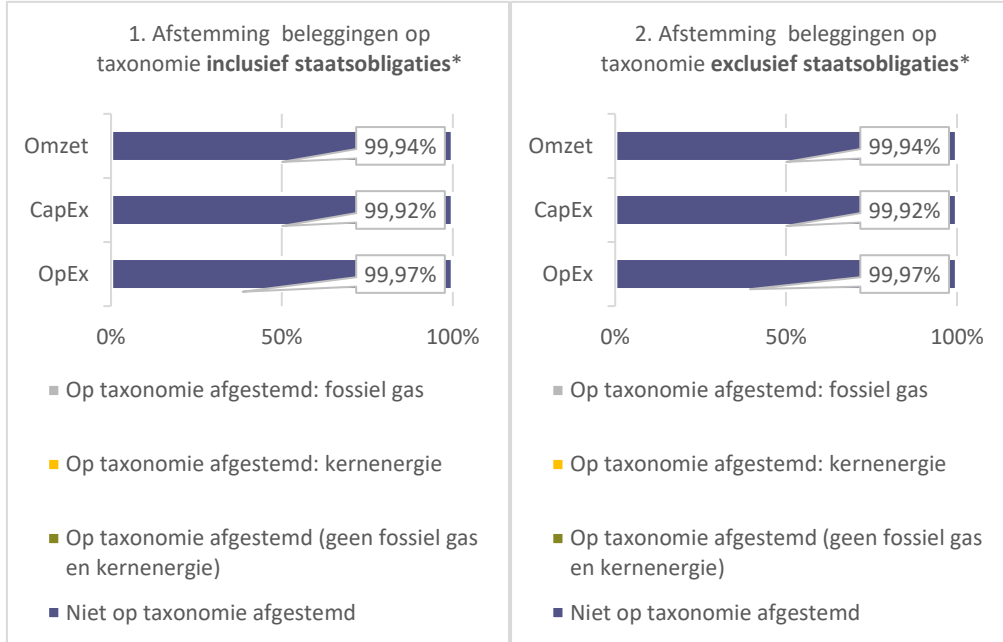 1. Afstemming beleggingen op
taxonomie inclusief staatsobligaties*
Omzet
99,94%
CapEx
99,92%
OpEx
99,97%
0%
50%
100%
Op taxonomie afgestemd: fossiel gas
Op taxonomie afgestemd: kernenergie
Op taxonomie afgestemd (geen fossiel gas
en kernenergie)
Niet op taxonomie afgestemd
2. Afstemming beleggingen op
taxonomie exclusief staatsobligaties*
Omzet
99,94%
CapEx
99,92%
OpEx
99,97%
0%
50%
100%
Op taxonomie afgestemd: fossiel gas
Op taxonomie afgestemd: kernenergie
Op taxonomie afgestemd (geen fossiel gas
en kernenergie)
Niet op taxonomie afgestemd